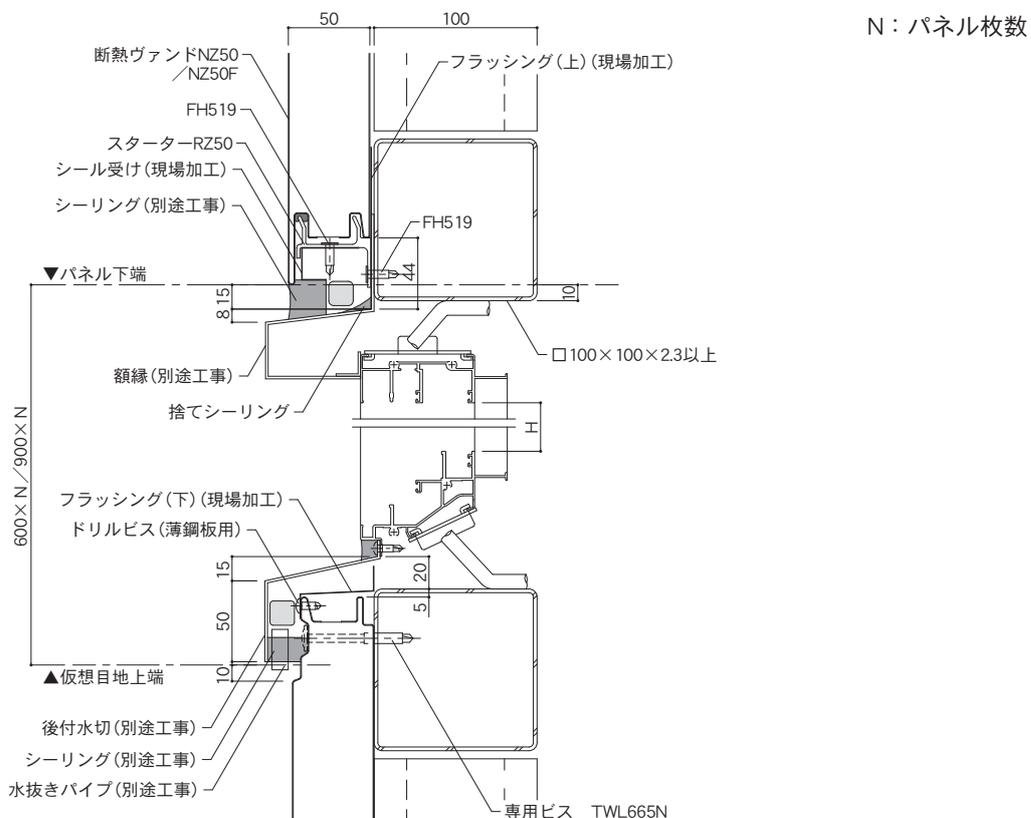 50
100
N：パネル枚数
断熱ヴァンドNZ50
／NZ50F
フラッシング(上)(現場加工)
FH519
スターターRZ50
シール受け(現場加工)
シーリング(別途工事)
FH519
44
▼パネル下端
15
8
10
□100×100×2.3以上
額縁(別途工事)
捨てシーリング
H
600×N／900×N
フラッシング(下)(現場加工)
ドリルビス(薄鋼板用)
15
20
5
50
10
▲仮想目地上端
後付水切(別途工事)
シーリング(別途工事)
水抜きパイプ(別途工事)
専用ビス　TWL665N